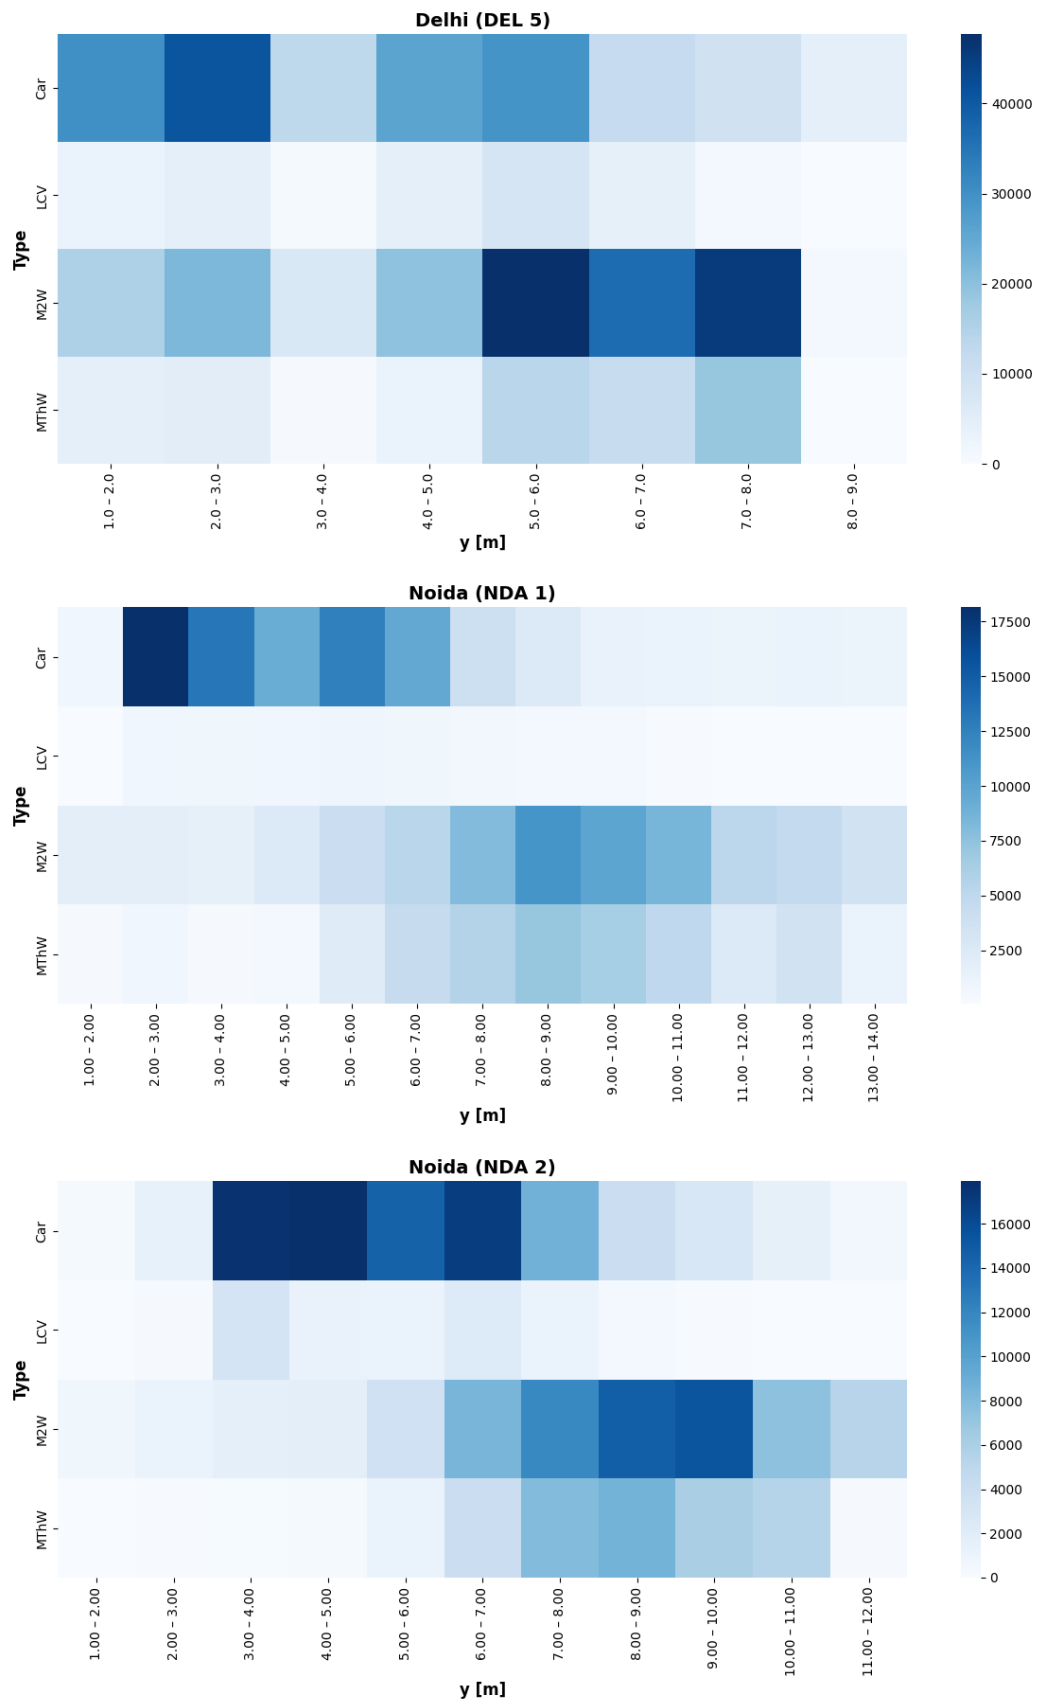 Delhi (DEL 5)
Type
Car
LCV
M2W
MThW
1.0 – 2.0
2.0 – 3.0
3.0 – 4.0
4.0 – 5.0
5.0 – 6.0
6.0 – 7.0
7.0 – 8.0
8.0 – 9.0
y [m]
40000
30000
20000
10000
0
Noida (NDA 1)
Type
Car
LCV
M2W
MThW
1.00 – 2.00
2.00 – 3.00
3.00 – 4.00
4.00 – 5.00
5.00 – 6.00
6.00 – 7.00
7.00 – 8.00
8.00 – 9.00
9.00 – 10.00
10.00 – 11.00
11.00 – 12.00
12.00 – 13.00
13.00 – 14.00
y [m]
17500
15000
12500
10000
7500
5000
2500
Noida (NDA 2)
Type
Car
LCV
M2W
MThW
1.00 – 2.00
2.00 – 3.00
3.00 – 4.00
4.00 – 5.00
5.00 – 6.00
6.00 – 7.00
7.00 – 8.00
8.00 – 9.00
9.00 – 10.00
10.00 – 11.00
11.00 – 12.00
y [m]
16000
14000
12000
10000
8000
6000
4000
2000
0